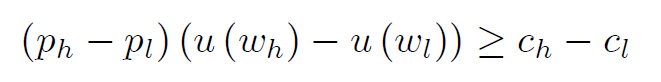 (p_h − p_l) (u (w_h) − u (w_l)) ≥ c_h − c_l